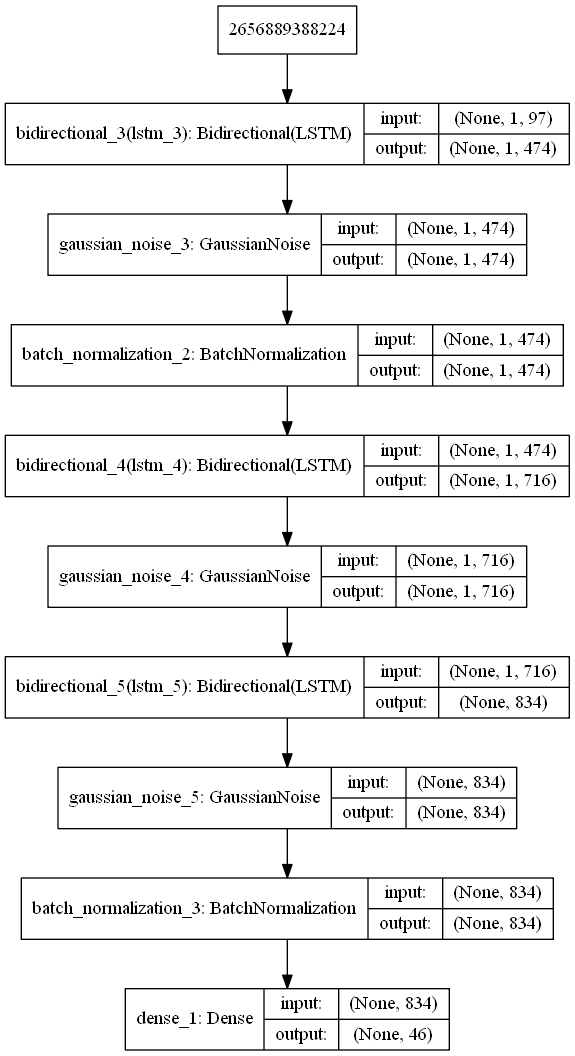 2656889388224
bidirectional_3(lstm_3): Bidirectional(LSTM)
input: (None, 1, 97)
output: (None, 1, 474)
gaussian_noise_3: GaussianNoise
input: (None, 1, 474)
output: (None, 1, 474)
batch_normalization_2: BatchNormalization
input: (None, 1, 474)
output: (None, 1, 474)
bidirectional_4(lstm_4): Bidirectional(LSTM)
input: (None, 1, 474)
output: (None, 1, 716)
gaussian_noise_4: GaussianNoise
input: (None, 1, 716)
output: (None, 1, 716)
bidirectional_5(lstm_5): Bidirectional(LSTM)
input: (None, 1, 716)
output: (None, 834)
gaussian_noise_5: GaussianNoise
input: (None, 834)
output: (None, 834)
batch_normalization_3: BatchNormalization
input: (None, 834)
output: (None, 834)
dense_1: Dense
input: (None, 834)
output: (None, 46)